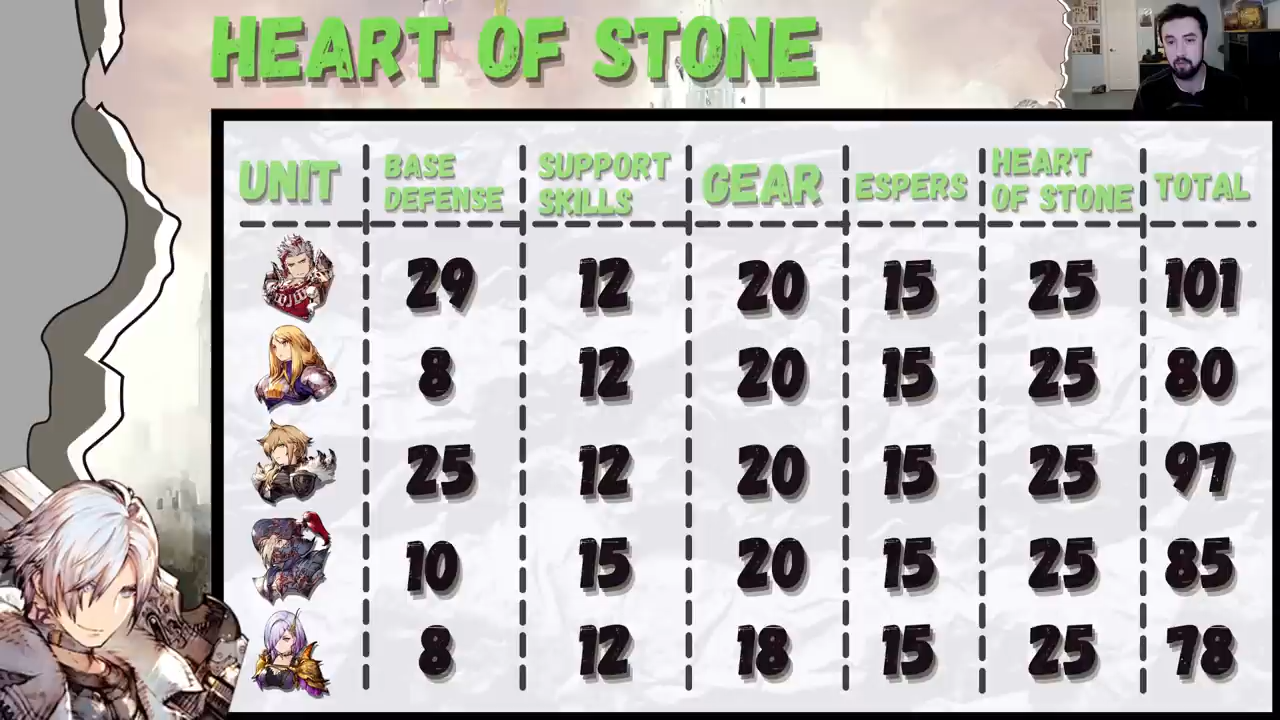 HEART OF STONE
UNIT BASE DEFENSE SUPPORT SKILLS GEAR ESPERS HEART OF STONE TOTAL
29 12 20 15 25 101
8 12 20 15 25 80
25 12 20 15 25 97
10 15 20 15 25 85
8 12 18 15 25 78